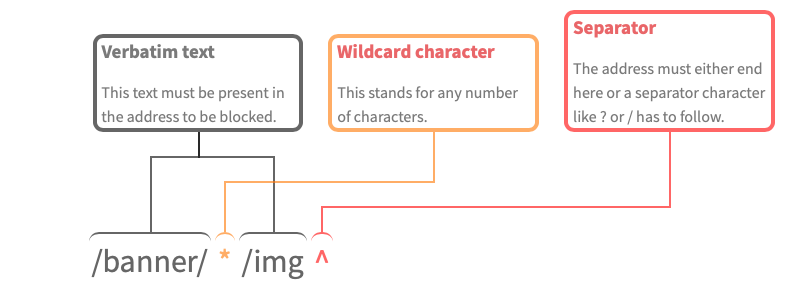 Verbatim text
This text must be present in
the address to be blocked.
Wildcard character
This stands for any number
of characters.
Separator
The address must either end
here or a separator character
like ? or / has to follow.
/banner/ * /img ^